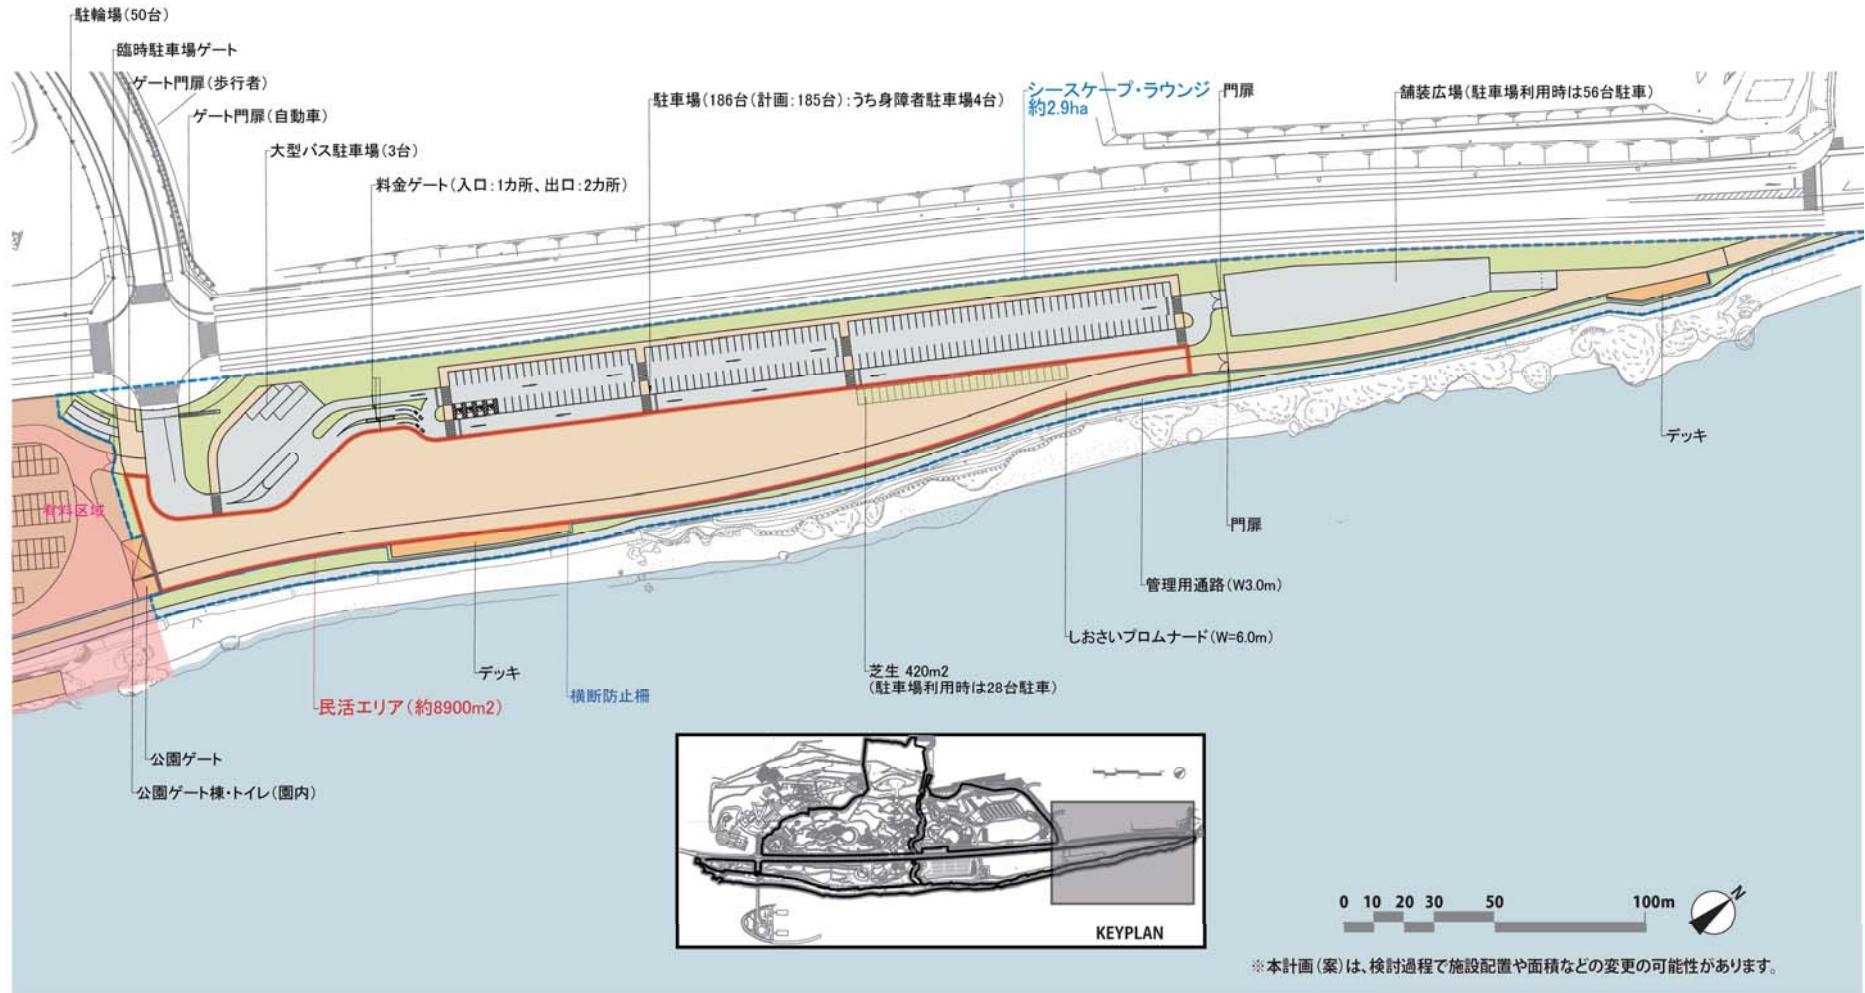 駐輪場(50台)
臨時駐車場ゲート
ゲート門扉(歩行者)
ゲート門扉(自動車)
大型バス駐車場(3台)
料金ゲート(入口:1カ所、出口:2カ所)
駐車場(186台(計画:185台):うち身障者駐車場4台)
シースケープ・ラウンジ
約2.9ha
門扉
舗装広場(駐車場利用時は56台駐車)
有料区域
デッキ
門扉
管理用通路(W3.0m)
しおさいプロムナード(W=6.0m)
芝生 420m2
(駐車場利用時は28台駐車)
デッキ
横断防止柵
民活エリア(約8900m2)
公園ゲート
公園ゲート棟・トイレ(園内)
KEYPLAN
0 10 20 30 50 100m
N
※本計画(案)は、検討過程で施設配置や面積などの変更の可能性があります。